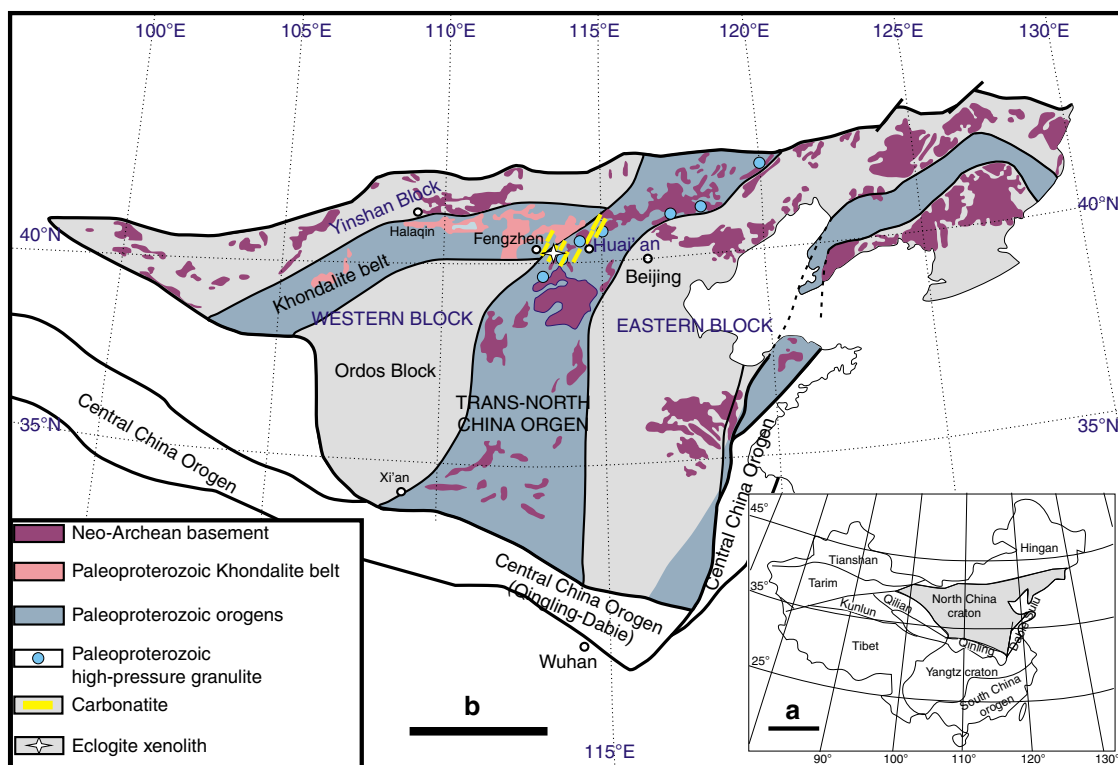 100°E
105°E
110°E
115°E
120°E
125°E
130°E
40°N
40°N
35°N
35°N
115°E
Yinshan Block
Halaqin
Fengzhen
Huai'an
Beijing
Khondalite belt
WESTERN BLOCK
EASTERN BLOCK
Ordos Block
TRANS-NORTH
CHINA ORGEN
Xi'an
Central China Orogen
Central China Orogen
Central China Orogen
(Qingling-Dabie)
Wuhan
Neo-Archean basement
Paleoproterozoic Khondalite belt
Paleoproterozoic orogens
Paleoproterozoic
high-pressure granulite
Carbonatite
Eclogite xenolith
b
45°
35°
25°
Hingan
Tianshan
Tarim
North China
craton
Qilian
Kunlun
Dabie Sulu
Qinling
Tibet
Yangtz craton
South China
orogen
a
90°
100°
110°
120°
130°